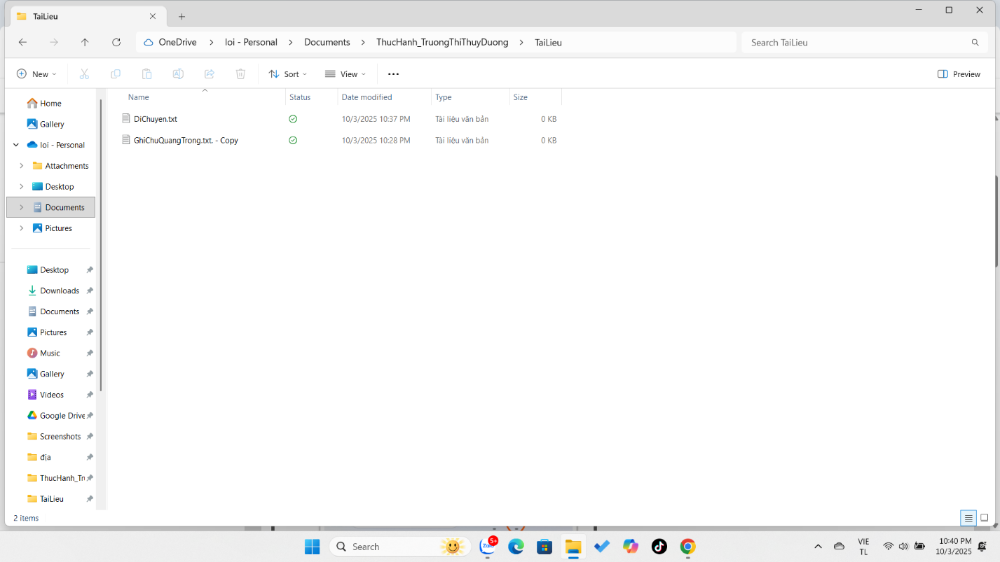 TaiLieu
OneDrive > loi - Personal > Documents > ThucHanh_TruongThiThuyDuong > TaiLieu
Search TaiLieu
New
Sort
View
Preview
Name Status Date modified Type Size
DiChuyen.txt 10/3/2025 10:37 PM Tài liệu văn bản 0 KB
GhiChuQuangTrong.txt. - Copy 10/3/2025 10:28 PM Tài liệu văn bản 0 KB
Home
Gallery
loi - Personal
Attachments
Desktop
Documents
Pictures
Desktop
Downloads
Documents
Pictures
Music
Gallery
Videos
Google Drive
Screenshots
địa
ThucHanh_Tr
TaiLieu
2 items
Search
Zalo
5+
VIE
TL
10:40 PM
10/3/2025